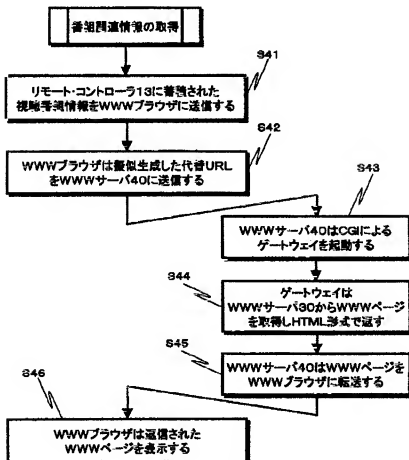 番組関連情報の取得
S41
リモート・コントローラ13に蓄積された
視聴番組情報をWWWブラウザに送信する
S42
WWWブラウザは擬似生成した代替URL
をWWWサーバ40に送信する
S43
WWWサーバ40はCGIによる
ゲートウェイを起動する
S44
ゲートウェイは
WWWサーバ30からWWWページ
を取得しHTML形式で返す
S45
WWWサーバ40はWWWページを
WWWブラウザに転送する
S46
WWWブラウザは返信された
WWWページを表示する